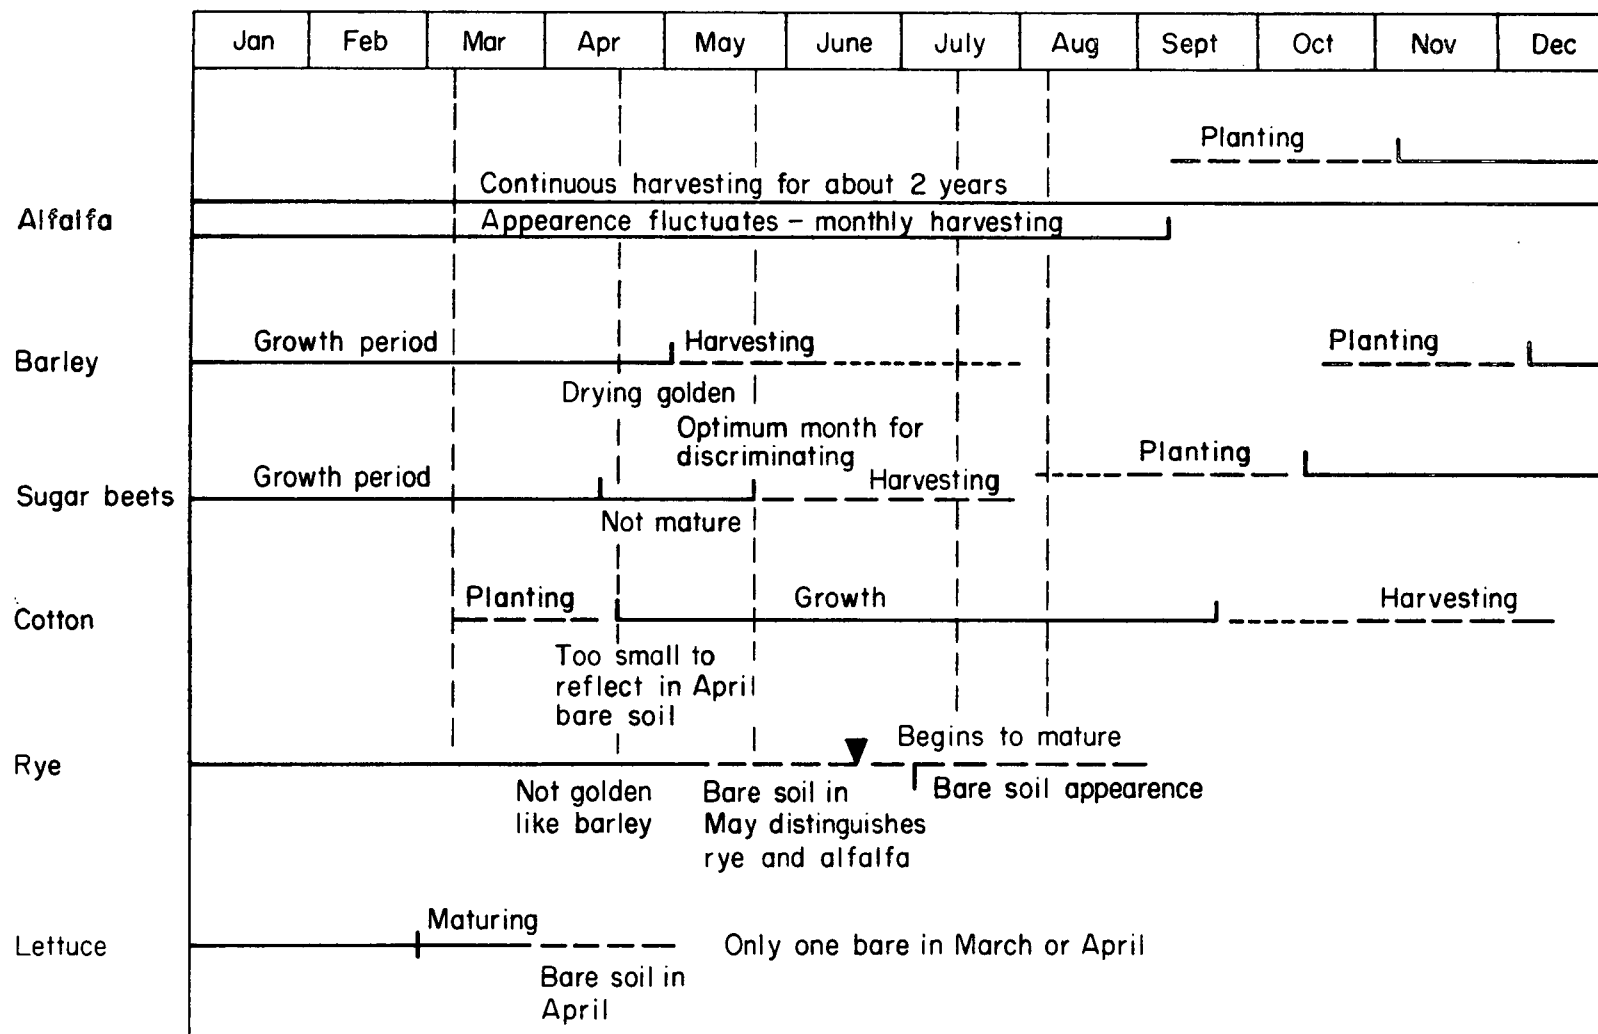 Jan Feb Mar Apr May June July Aug Sept Oct Nov Dec
Planting
Continuous harvesting for about 2 years
Alfalfa
Appearence fluctuates – monthly harvesting
Growth period
Harvesting
Planting
Barley
Drying golden
Optimum month for
discriminating
Planting
Growth period
Harvesting
Sugar beets
Not mature
Planting
Growth
Harvesting
Cotton
Too small to
reflect in April
bare soil
Begins to mature
Rye
Not golden
like barley
Bare soil in
May distinguishes
rye and alfalfa
Bare soil appearence
Maturing
Lettuce
Only one bare in March or April
Bare soil in
April